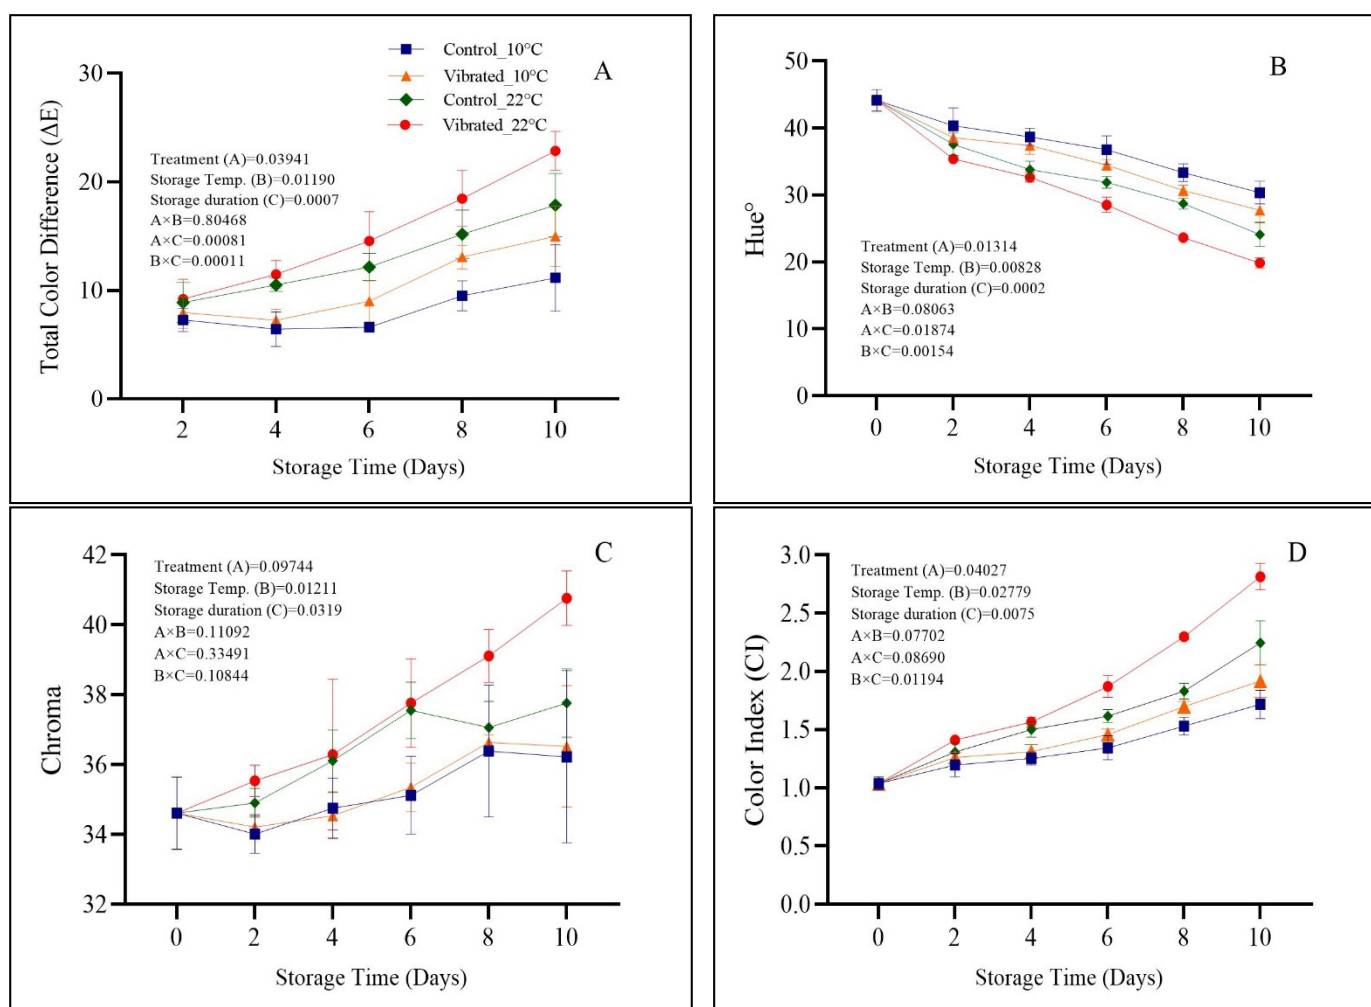 A
Control_10°C
Vibrated_10°C
Control_22°C
Vibrated_22°C
Treatment (A)=0.03941
Storage Temp. (B)=0.01190
Storage duration (C)=0.0007
A×B=0.80468
A×C=0.00081
B×C=0.00011
Total Color Difference (ΔE)
30
20
10
0
2 4 6 8 10
Storage Time (Days)
B
Treatment (A)=0.01314
Storage Temp. (B)=0.00828
Storage duration (C)=0.0002
A×B=0.08063
A×C=0.01874
B×C=0.00154
Hue°
50
40
30
20
10
0
0 2 4 6 8 10
Storage Time (Days)
C
Treatment (A)=0.09744
Storage Temp. (B)=0.01211
Storage duration (C)=0.0319
A×B=0.11092
A×C=0.33491
B×C=0.10844
Chroma
42
40
38
36
34
32
0 2 4 6 8 10
Storage Time (Days)
D
Treatment (A)=0.04027
Storage Temp. (B)=0.02779
Storage duration (C)=0.0075
A×B=0.07702
A×C=0.08690
B×C=0.01194
Color Index (CI)
3.0
2.5
2.0
1.5
1.0
0.5
0.0
0 2 4 6 8 10
Storage Time (Days)